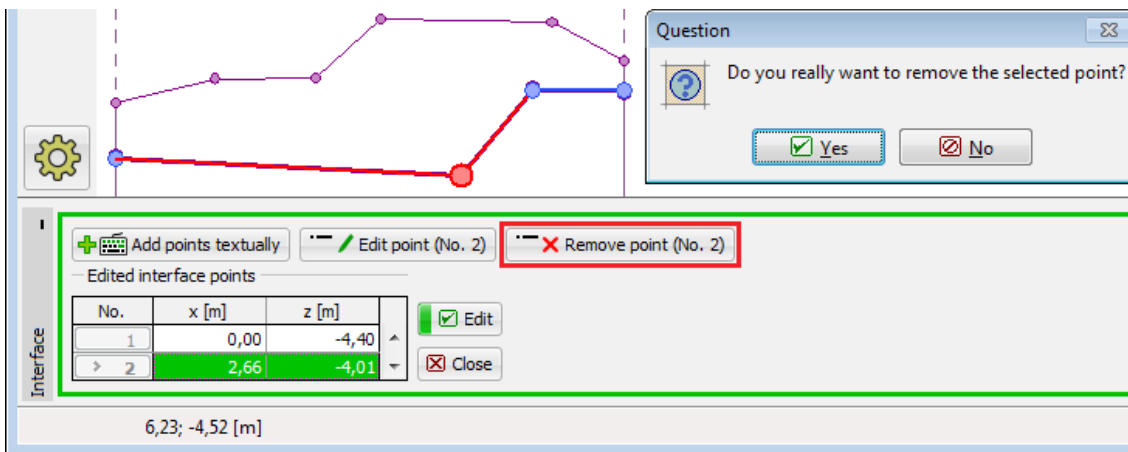 Question
Do you really want to remove the selected point?
Yes
No
Add points textually
Edit point (No. 2)
Remove point (No. 2)
Edited interface points
No. x [m] z [m]
1 0,00 -4,40
> 2 2,66 -4,01
Edit
Close
Interface
6,23; -4,52 [m]